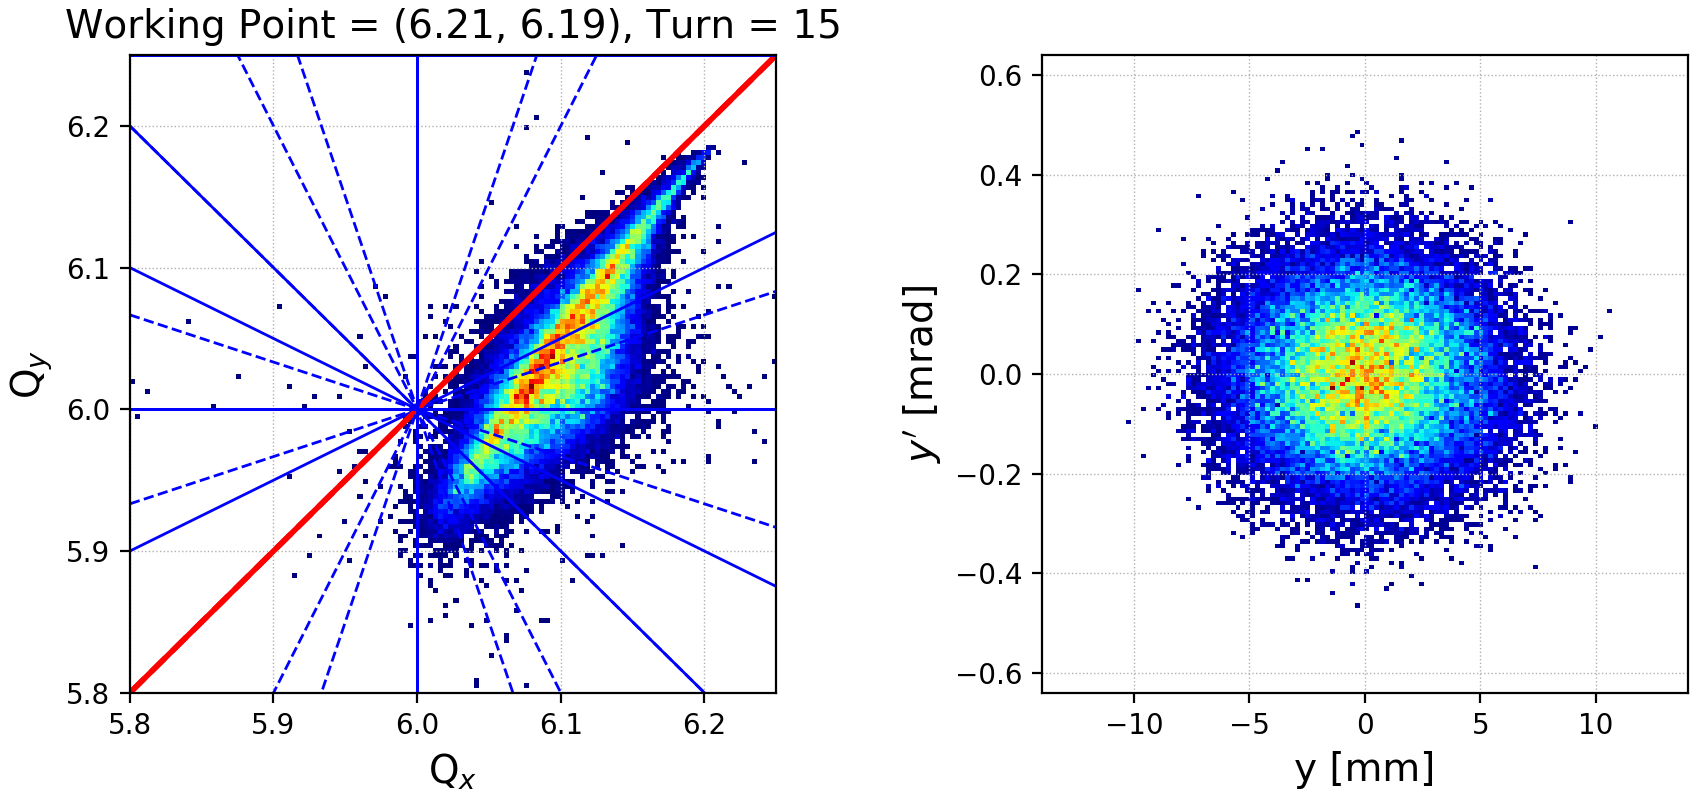 Working Point = (6.21, 6.19), Turn = 15
6.2
6.1
6.0
5.9
5.8
Q_y
5.8 5.9 6.0 6.1 6.2
Q_x
0.6
0.4
0.2
0.0
−0.2
−0.4
−0.6
y′ [mrad]
−10 −5 0 5 10
y [mm]